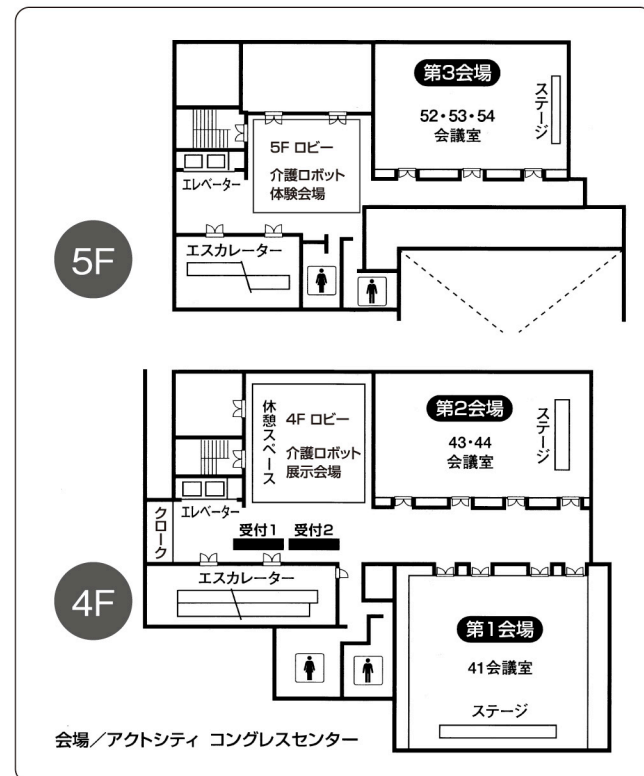 5F
第3会場
52・53・54
会議室
ステージ
5F ロビー
介護ロボット
体験会場
エレベーター
エスカレーター
4F
第2会場
43・44
会議室
ステージ
休憩スペース
4F ロビー
介護ロボット
展示会場
エレベーター
クローク
受付1
受付2
エスカレーター
第1会場
41会議室
ステージ
会場／アクトシティ コングレスセンター